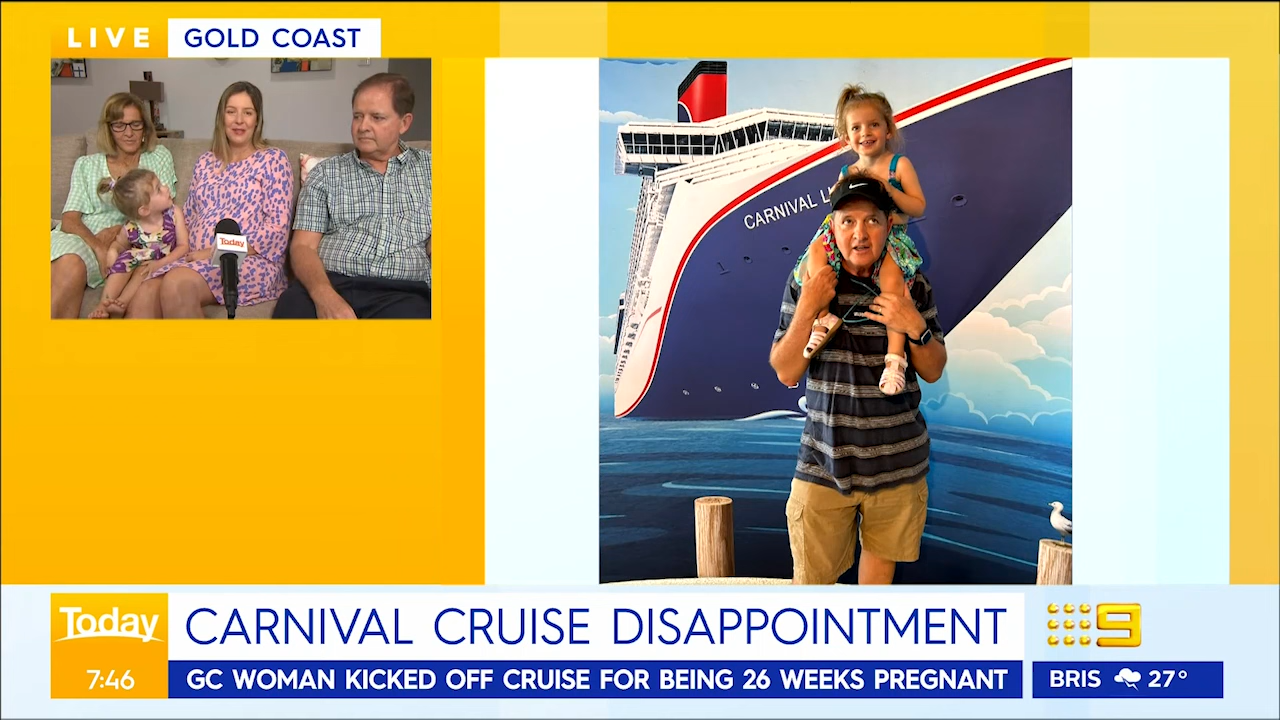 LIVE
GOLD COAST
Today
CARNIVAL
Today
CARNIVAL CRUISE DISAPPOINTMENT
9
7:46
GC WOMAN KICKED OFF CRUISE FOR BEING 26 WEEKS PREGNANT
BRIS 27°